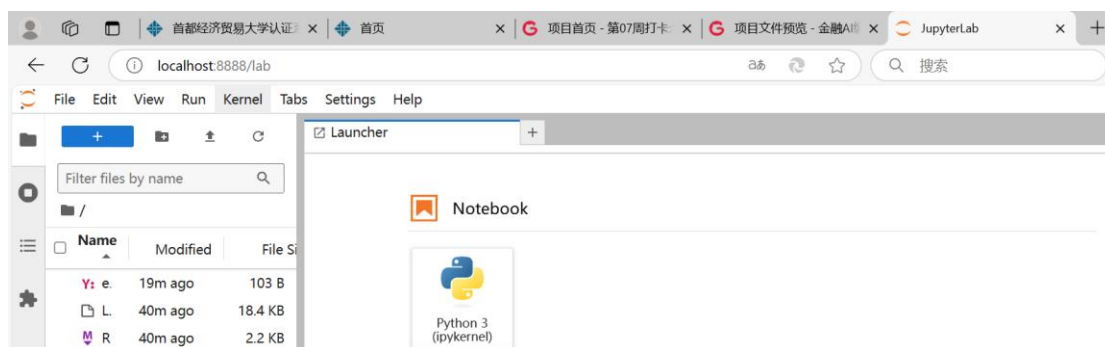 首都经济贸易大学认证
首页
项目首页 - 第07周打卡
项目文件预览 - 金融AI
JupyterLab
localhost:8888/lab
搜索
File Edit View Run Kernel Tabs Settings Help
Launcher
Filter files by name
/
Notebook
Name Modified File Si
Y: e. 19m ago 103 B
L. 40m ago 18.4 KB
M R 40m ago 2.2 KB
Python 3
(ipykernel)